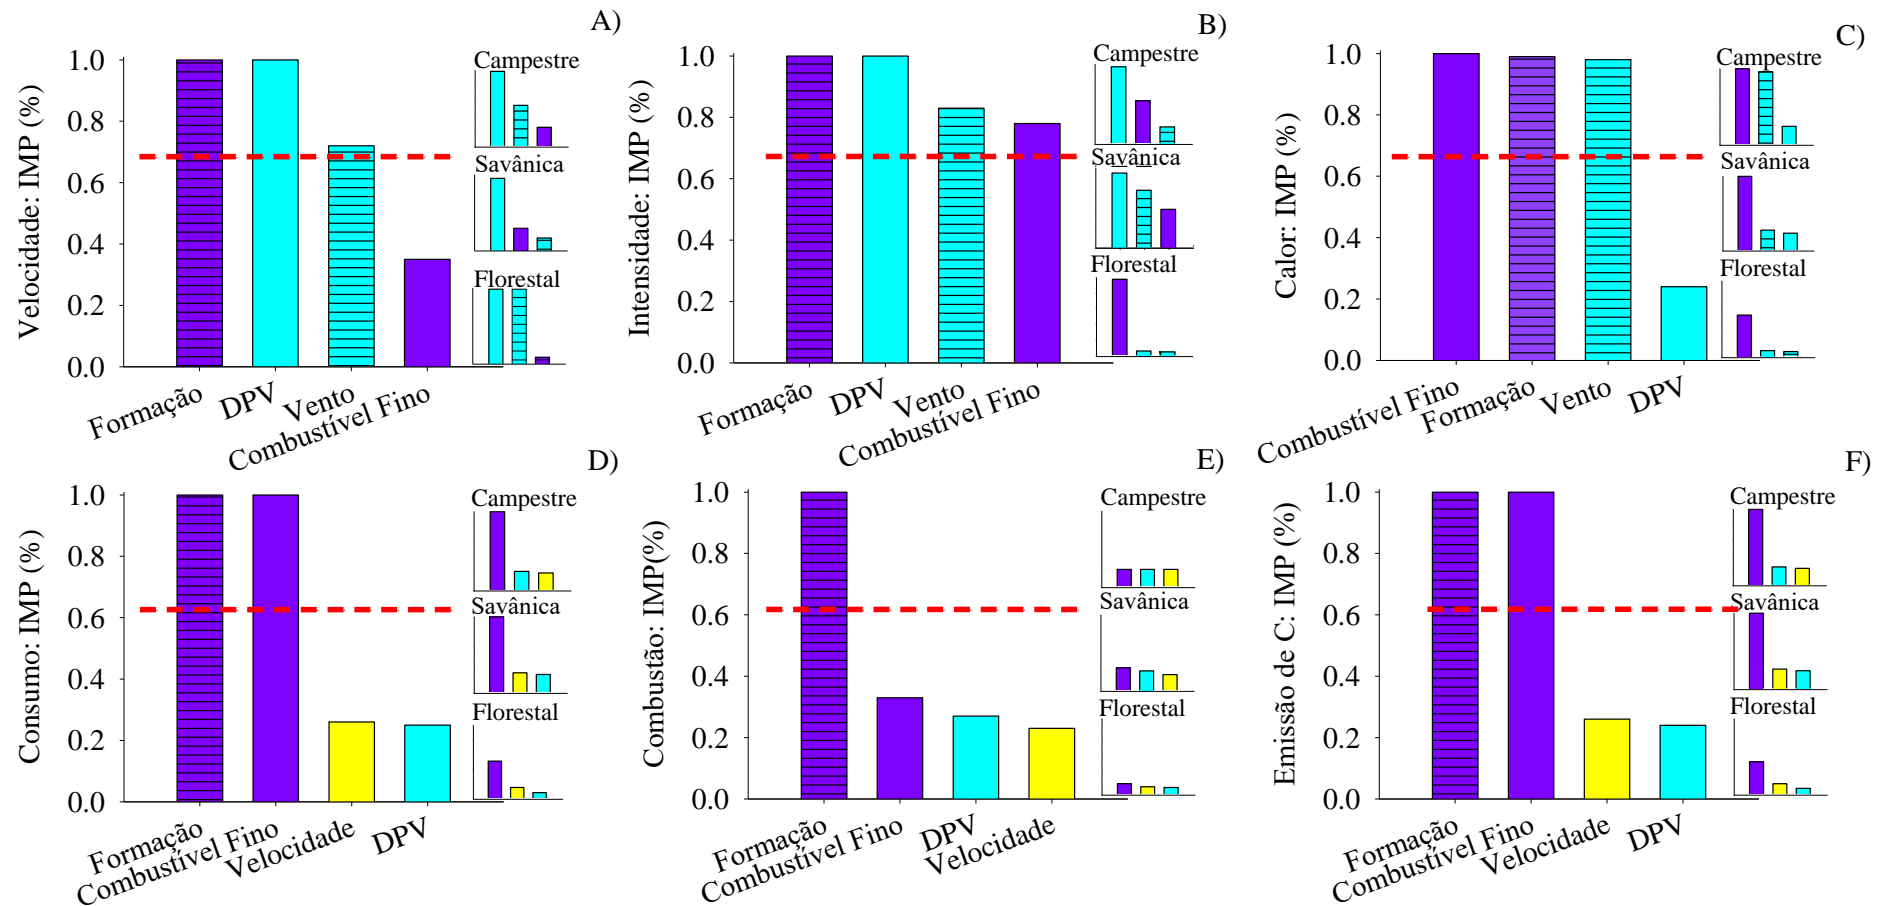 A)
Velocidade: IMP (%)
1.0
0.8
0.6
0.4
0.2
0.0
Formação
DPV
Vento
Combustível Fino
Campestre
Savânica
Florestal
B)
Intensidade: IMP (%)
1.0
0.8
0.6
0.4
0.2
0.0
Formação
DPV
Vento
Combustível Fino
Campestre
Savânica
Florestal
C)
Calor: IMP (%)
1.0
0.8
0.6
0.4
0.2
0.0
Combustível Fino
Formação
Vento
DPV
Campestre
Savânica
Florestal
D)
Consumo: IMP (%)
1.0
0.8
0.6
0.4
0.2
0.0
Formação
Combustível Fino
Velocidade
DPV
Campestre
Savânica
Florestal
E)
Combustão: IMP(%)
1.0
0.8
0.6
0.4
0.2
0.0
Formação
Combustível Fino
DPV
Velocidade
Campestre
Savânica
Florestal
F)
Emissão de C: IMP (%)
1.0
0.8
0.6
0.4
0.2
0.0
Formação
Combustível Fino
Velocidade
DPV
Campestre
Savânica
Florestal